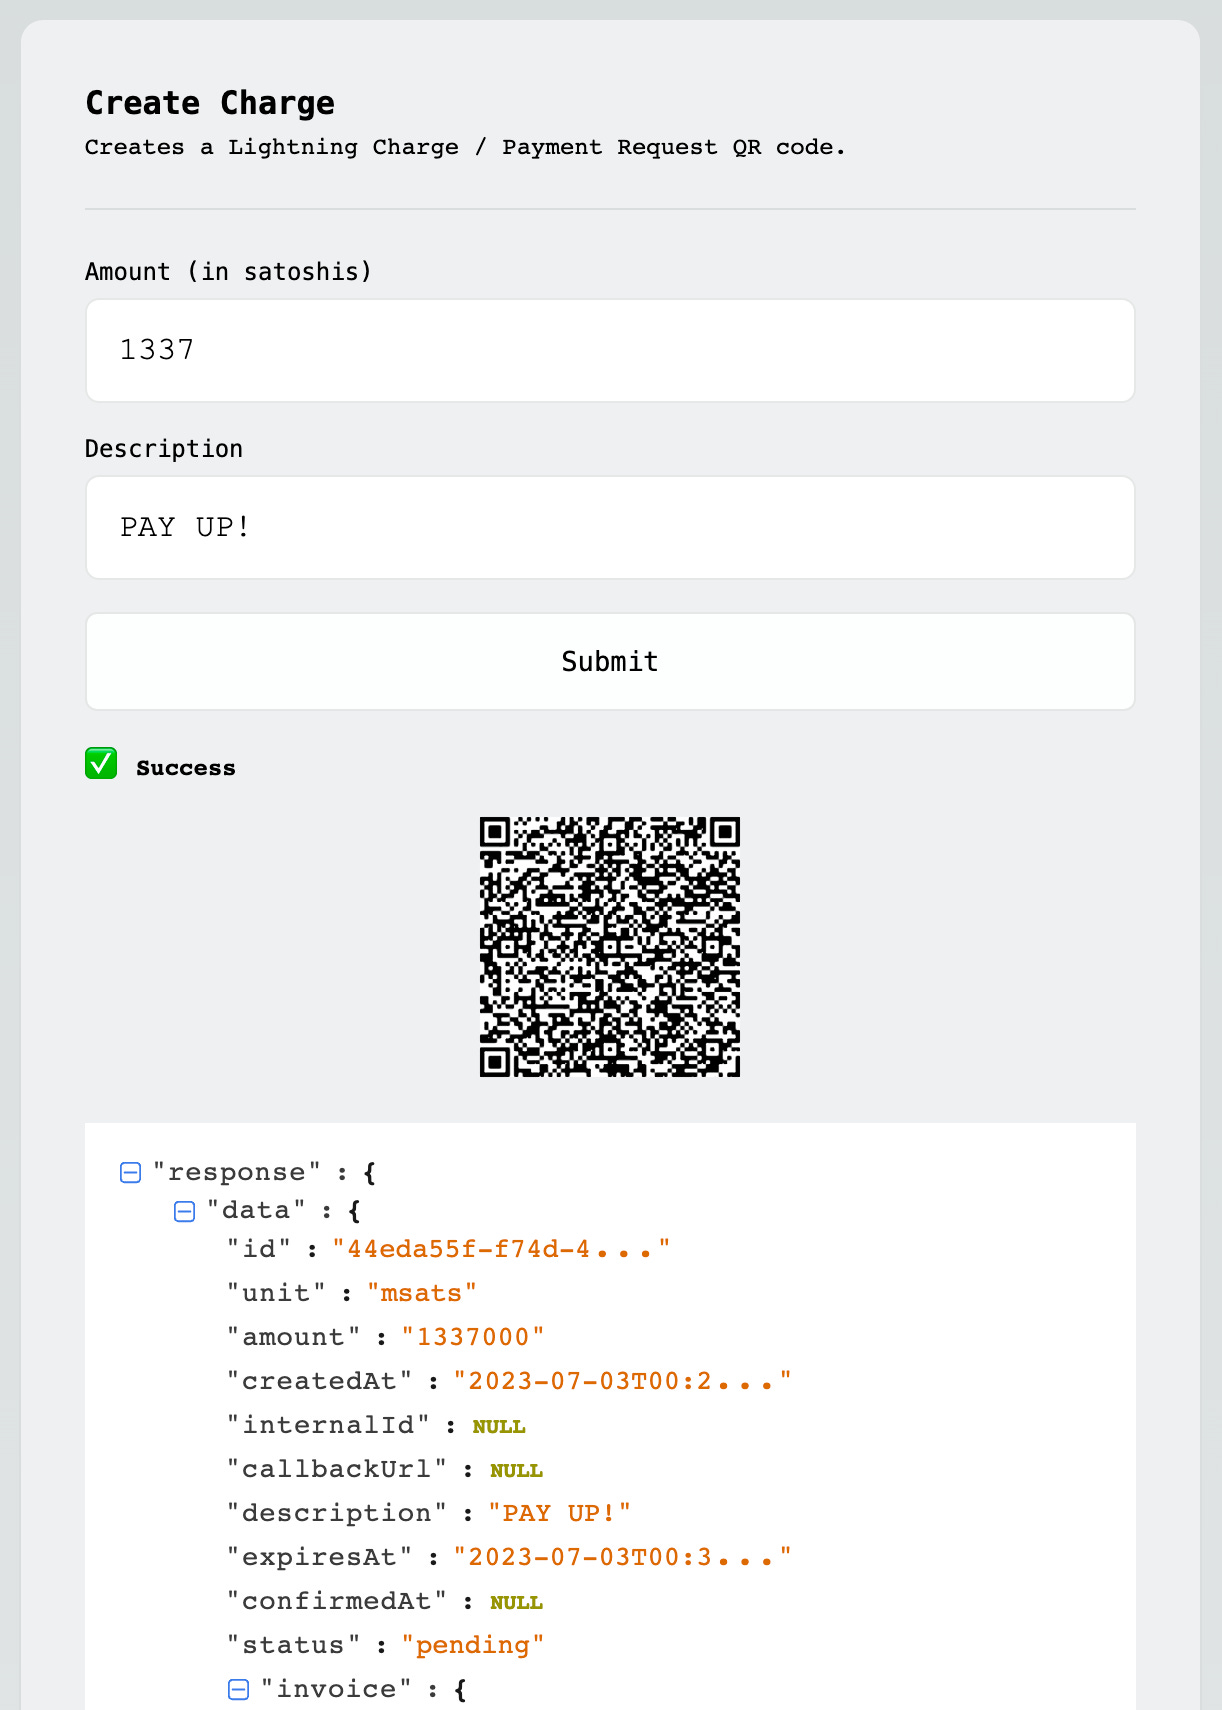 Create Charge
Creates a Lightning Charge / Payment Request QR code.
Amount (in satoshis)
1337
Description
PAY UP!
Submit
Success
"response" : {
"data" : {
"id" : "44eda55f-f74d-4..."
"unit" : "msats"
"amount" : "1337000"
"createdAt" : "2023-07-03T00:2..."
"internalId" : NULL
"callbackUrl" : NULL
"description" : "PAY UP!"
"expiresAt" : "2023-07-03T00:3..."
"confirmedAt" : NULL
"status" : "pending"
"invoice" : {